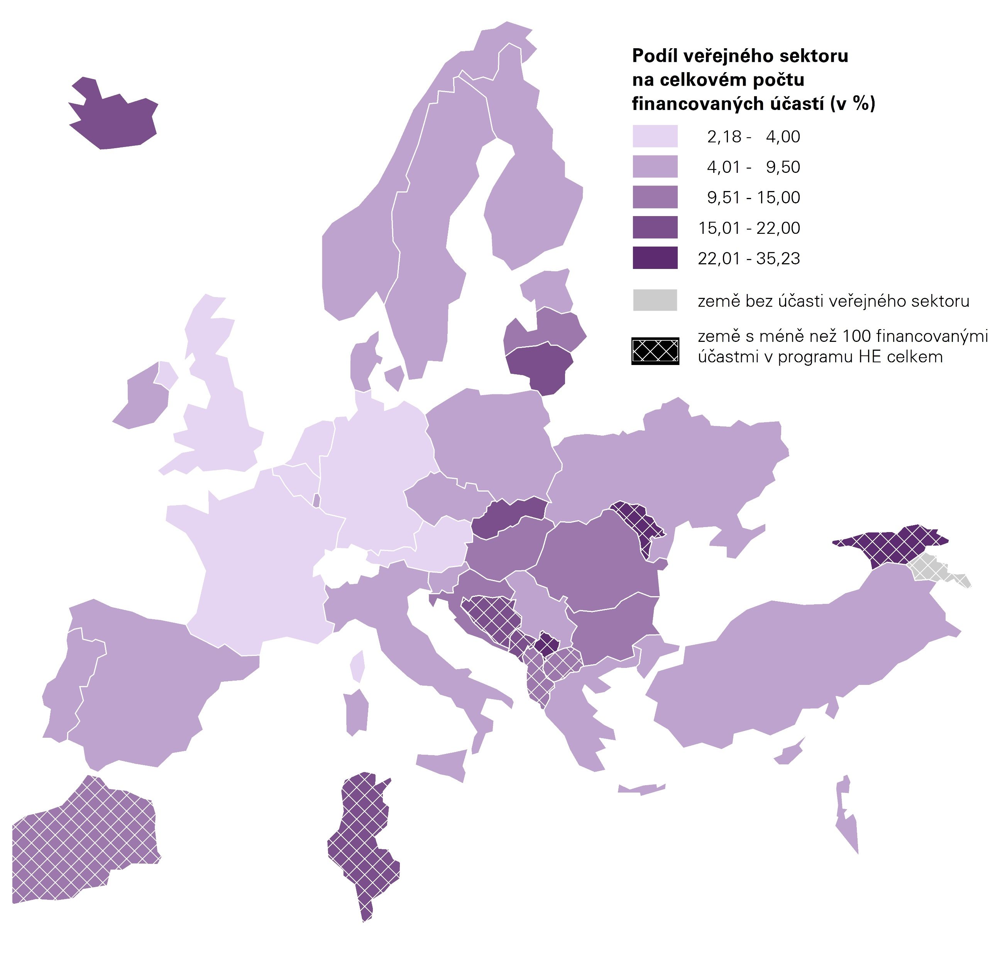 Podíl veřejného sektoru
na celkovém počtu
financovaných účastí (v %)
2,18 - 4,00
4,01 - 9,50
9,51 - 15,00
15,01 - 22,00
22,01 - 35,23
země bez účasti veřejného sektoru
země s méně než 100 financovanými
účastmi v programu HE celkem